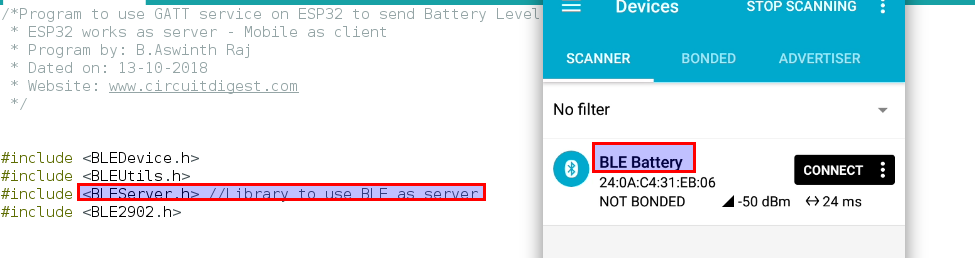 /*Program to use GATT service on ESP32 to send Battery Level
* ESP32 works as server - Mobile as client
* Program by: B.Aswinth Raj
* Dated on: 13-10-2018
* Website: www.circuitdigest.com
*/
#include <BLEDevice.h>
#include <BLEUtils.h>
#include <BLEServer.h> //Library to use BLE as server
#include <BLE2902.h>
Devices
STOP SCANNING
SCANNER BONDED ADVERTISER
No filter
BLE Battery
CONNECT
24:0A:C4:31:EB:06
NOT BONDED -50 dBm 24 ms